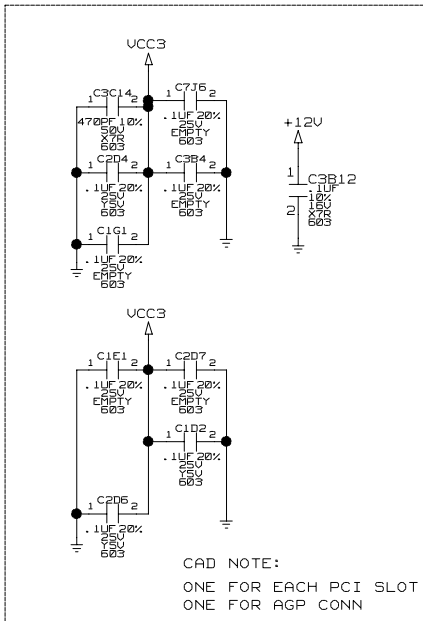 VCC3
C3C14
1 2
470PF 10%
50V
X7R
603
C7J6
1 2
.1UF 20%
25V
EMPTY
603
C2D4
1 2
.1UF 20%
25V
Y5V
603
C3B4
1 2
.1UF 20%
25V
EMPTY
603
C1G1
1 2
.1UF 20%
25V
EMPTY
603
+12V
1
C3B12
.1UF
10%
16V
X7R
603
2
VCC3
C1E1
1 2
.1UF 20%
25V
EMPTY
603
C2D7
1 2
.1UF 20%
25V
EMPTY
603
C1D2
1 2
.1UF 20%
25V
Y5V
603
C2D6
1 2
.1UF 20%
25V
Y5V
603
CAD NOTE:
ONE FOR EACH PCI SLOT
ONE FOR AGP CONN